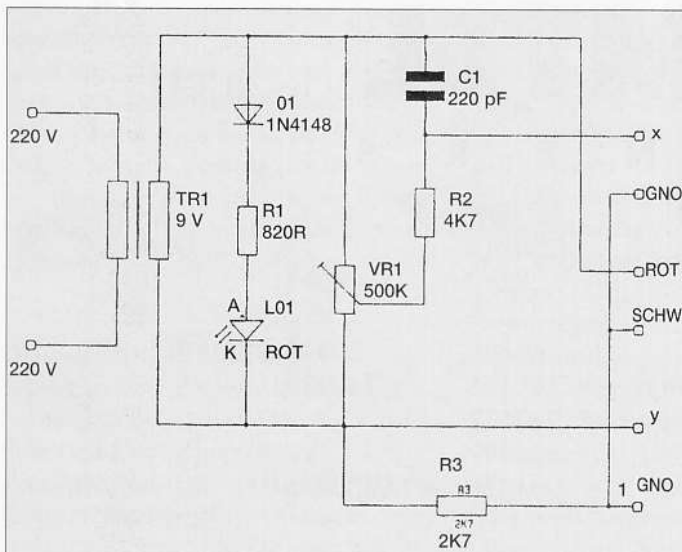 C1
220 pF
01
1N4148
220 V
x
TR1
9 V
R1
820R
R2
4K7
GNO
VR1
500K
ROT
A
L01
K
ROT
SCHW
220 V
y
R3
R3
2K7
2K7
1
GNO